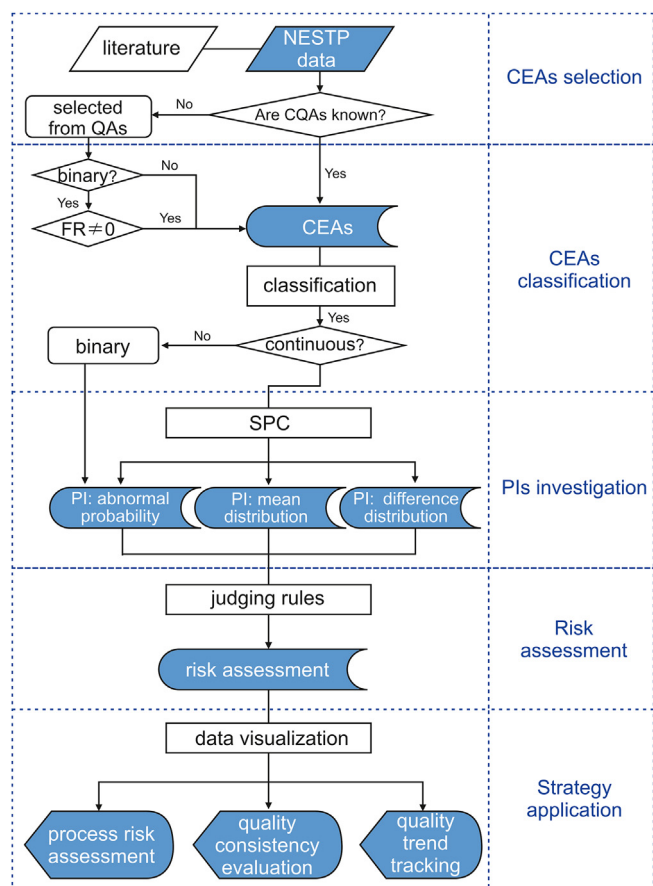 literature
NESTP
data
CEAs selection
Are CQAs known?
No
selected
from QAs
Yes
binary?
No
Yes
FR≠0
Yes
CEAs
CEAs
classification
classification
Yes
continuous?
No
binary
SPC
PI: abnormal
probability
PI: mean
distribution
PI: difference
distribution
PIs investigation
judging rules
risk assessment
Risk
assessment
data visualization
Strategy
application
process risk
assessment
quality
consistency
evaluation
quality
trend
tracking